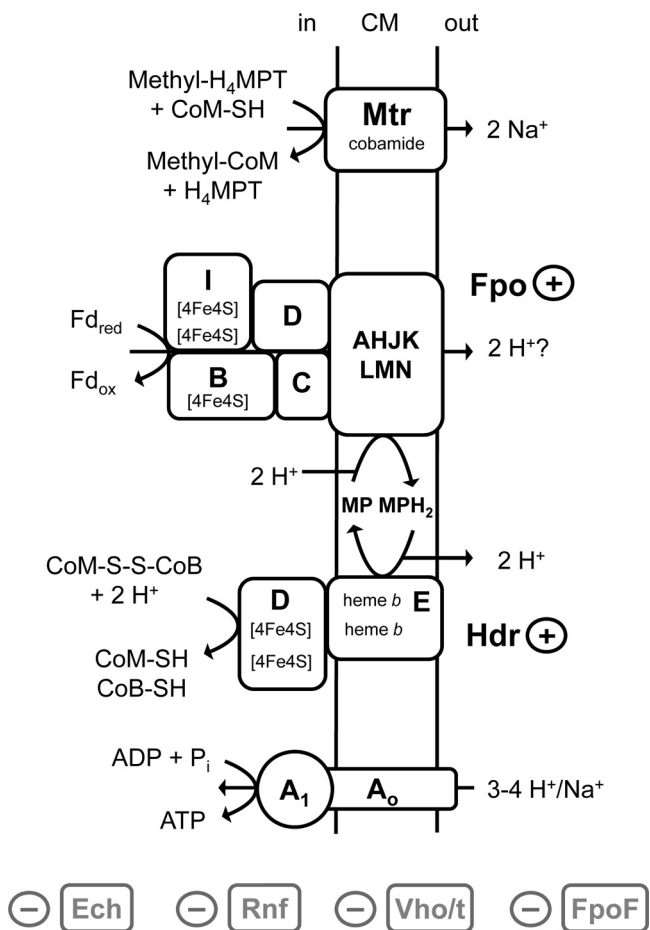 in CM out
Methyl-H₄MPT
+ CoM-SH
Mtr
cobamide
2 Na⁺
Methyl-CoM
+ H₄MPT
Fpo +
I
[4Fe4S]
[4Fe4S]
D
Fd_red
AHJK
LMN
2 H⁺?
Fd_ox
B
[4Fe4S]
C
2 H⁺
MP MPH₂
2 H⁺
CoM-S-S-CoB
+ 2 H⁺
D
[4Fe4S]
[4Fe4S]
heme b E
heme b
Hdr +
CoM-SH
CoB-SH
ADP + Pᵢ
A₁
Aₒ
3-4 H⁺/Na⁺
ATP
− Ech − Rnf − Vho/t − FpoF